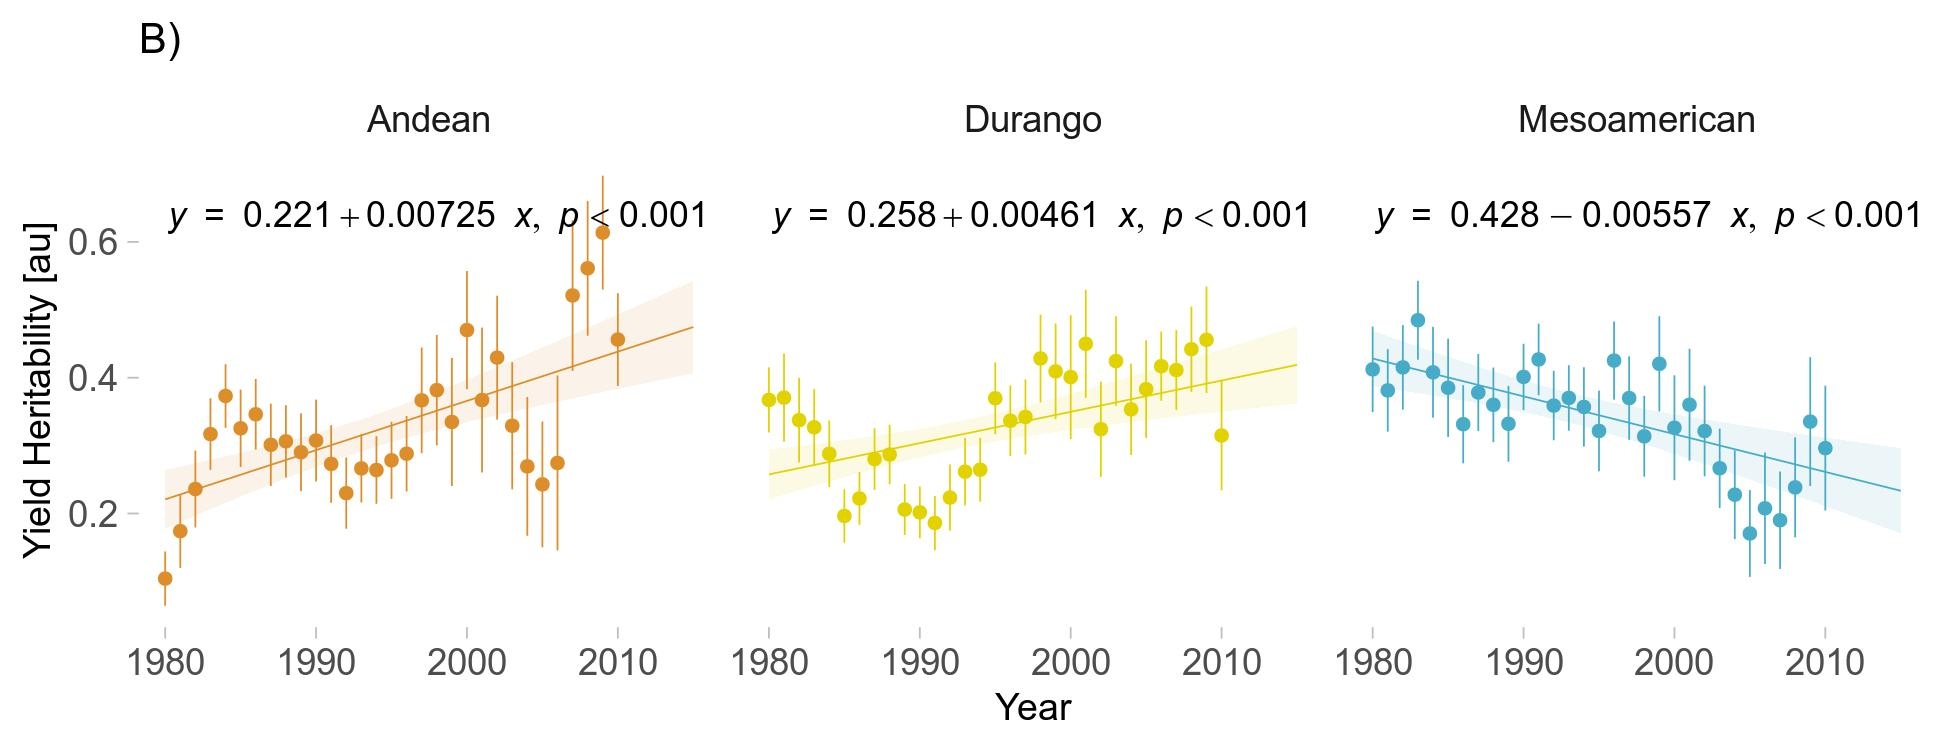 B)
Andean
Durango
Mesoamerican
y = 0.221 + 0.00725 x, p < 0.001
y = 0.258 + 0.00461 x, p < 0.001
y = 0.428 − 0.00557 x, p < 0.001
Yield Heritability [au]
0.6
0.4
0.2
1980 1990 2000 2010
1980 1990 2000 2010
1980 1990 2000 2010
Year